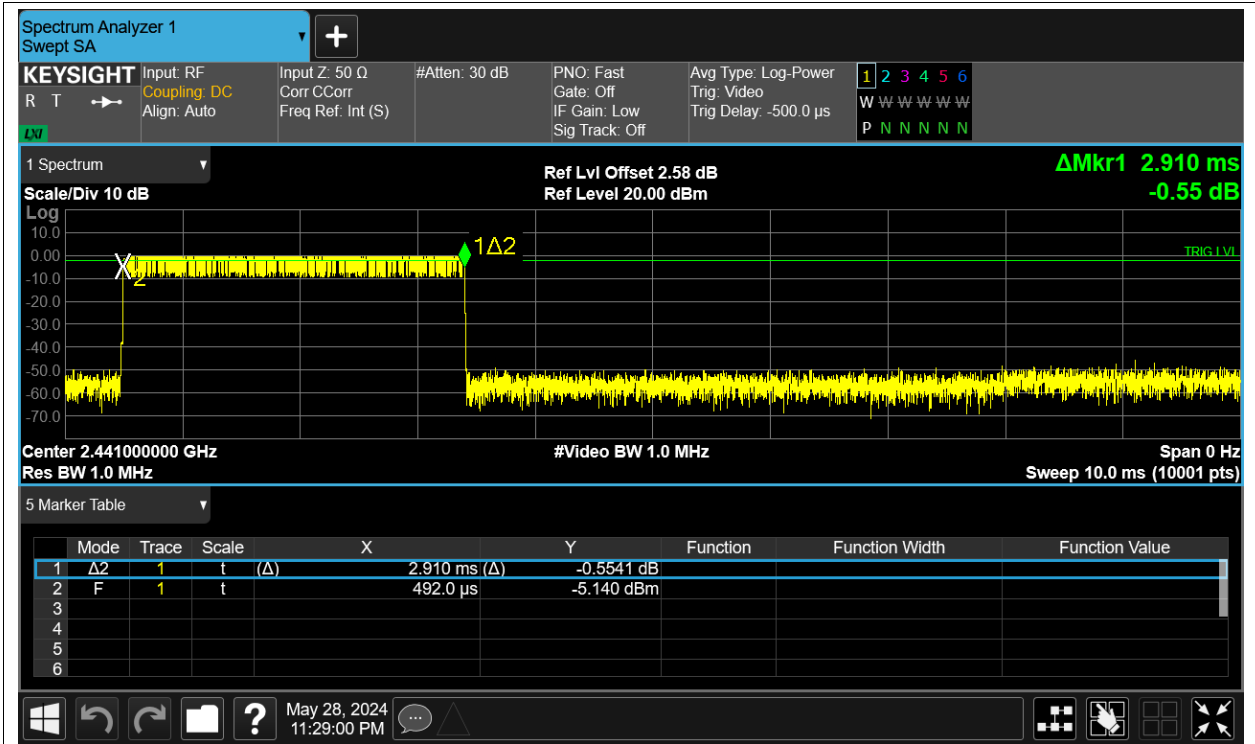 Spectrum Analyzer 1
Swept SA
KEYSIGHT
R T
LXI
Input: RF
Coupling: DC
Align: Auto
Input Z: 50 Ω
Corr CCorr
Freq Ref: Int (S)
#Atten: 30 dB
PNO: Fast
Gate: Off
IF Gain: Low
Sig Track: Off
Avg Type: Log-Power
Trig: Video
Trig Delay: -500.0 µs
1 2 3 4 5 6
W W W W W W
P N N N N N
1 Spectrum
Scale/Div 10 dB
Ref Lvl Offset 2.58 dB
Ref Level 20.00 dBm
ΔMkr1 2.910 ms
-0.55 dB
Log
10.0
0.00
-10.0
-20.0
-30.0
-40.0
-50.0
-60.0
-70.0
1Δ2
2
TRIG LVL
Center 2.441000000 GHz
Res BW 1.0 MHz
#Video BW 1.0 MHz
Span 0 Hz
Sweep 10.0 ms (10001 pts)
5 Marker Table
Mode Trace Scale X Y Function Function Width Function Value
1 Δ2 1 t (Δ) 2.910 ms (Δ) -0.5541 dB
2 F 1 t 492.0 µs -5.140 dBm
3
4
5
6
?
May 28, 2024
11:29:00 PM